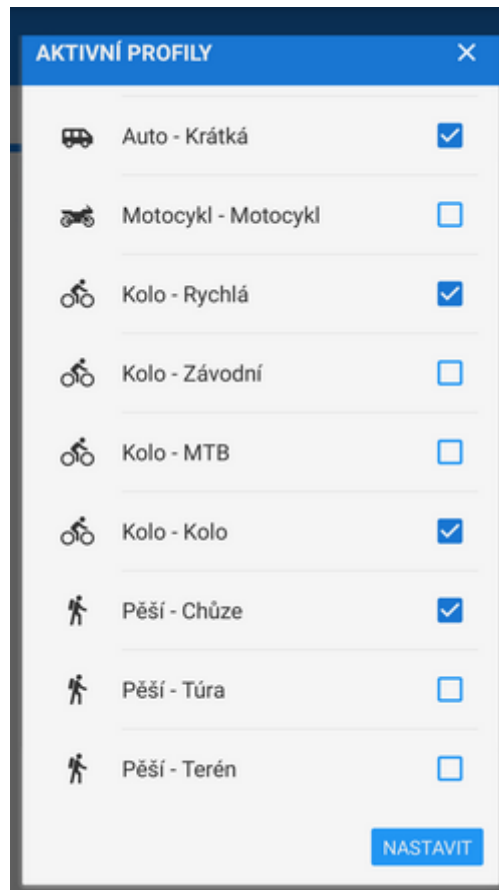 AKTIVNÍ PROFILY
Auto - Krátká
Motocykl - Motocykl
Kolo - Rychlá
Kolo - Závodní
Kolo - MTB
Kolo - Kolo
Pěší - Chůze
Pěší - Túra
Pěší - Terén
NASTAVIT